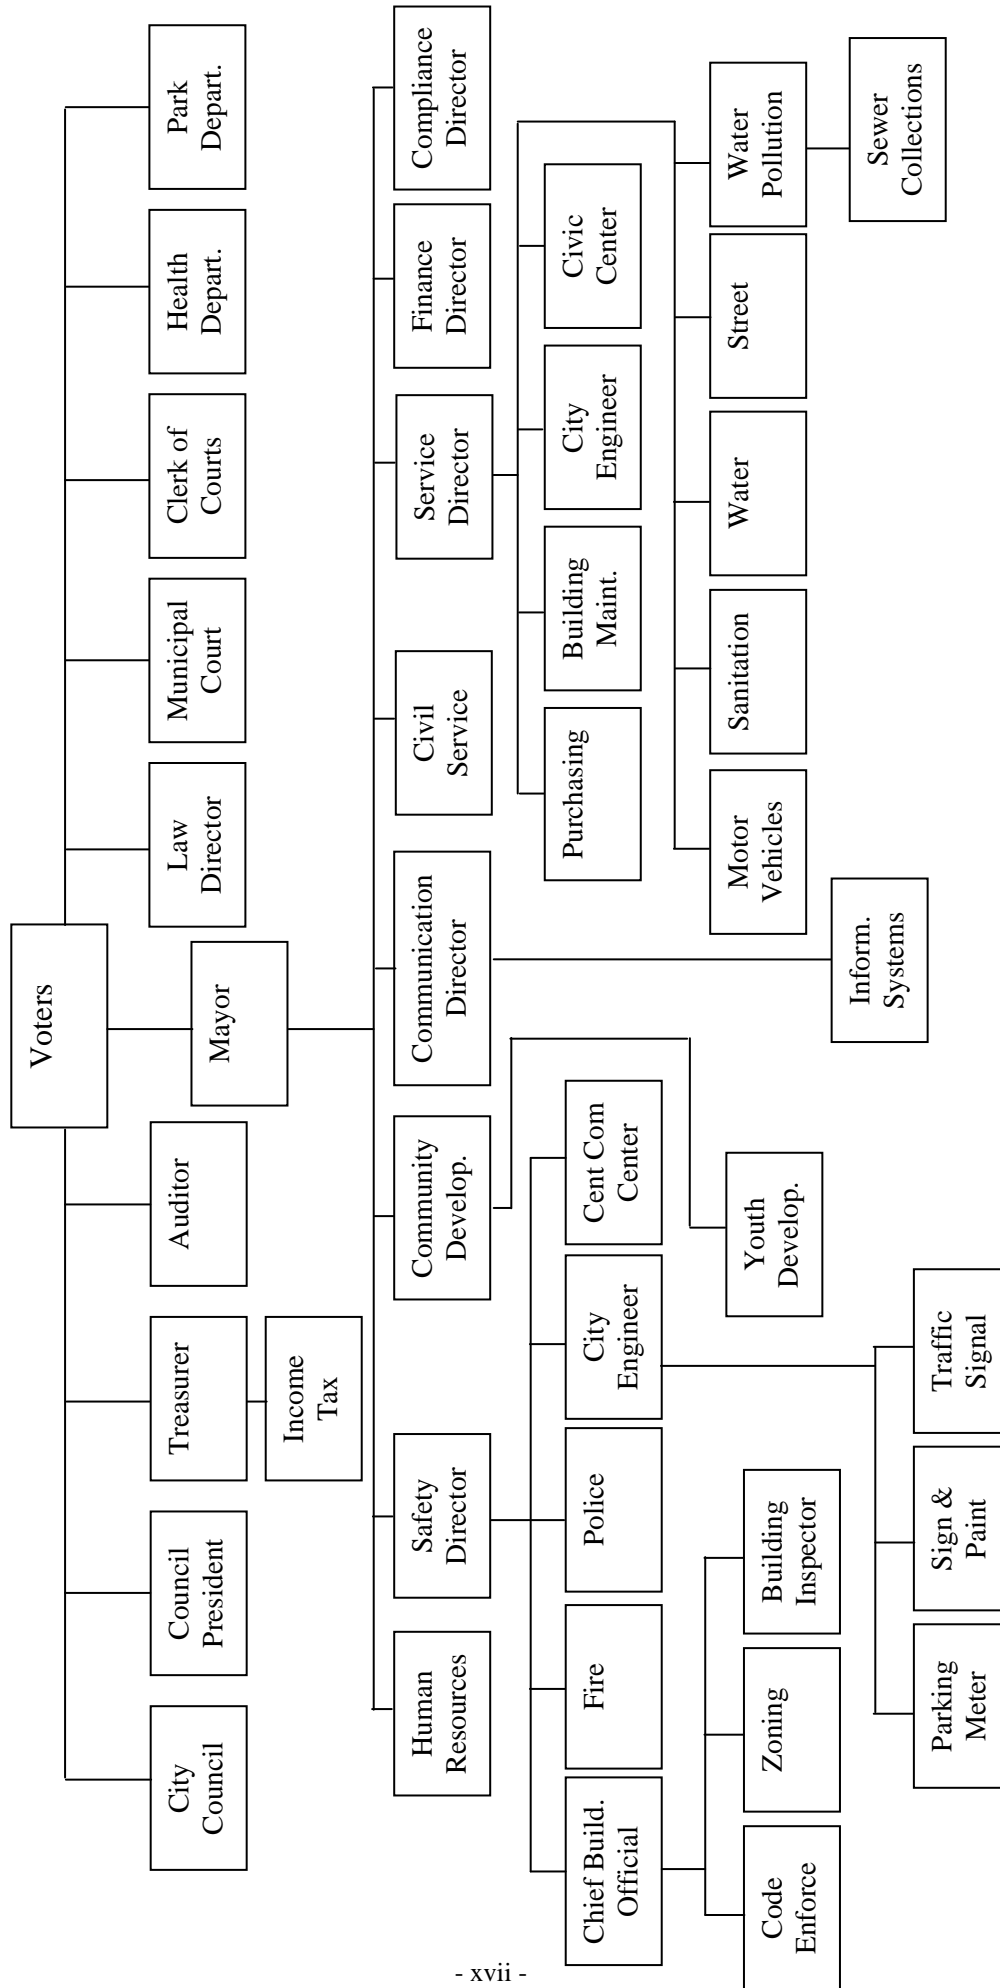 Voters
City
Council
Council
President
Treasurer
Auditor
Mayor
Law
Director
Municipal
Court
Clerk of
Courts
Health
Depart.
Park
Depart.
Income
Tax
Human
Resources
Safety
Director
Community
Develop.
Communication
Director
Civil
Service
Service
Director
Finance
Director
Compliance
Director
Chief Build.
Official
Fire
Police
City
Engineer
Cent Com
Center
Purchasing
Building
Maint.
City
Engineer
Civic
Center
Code
Enforce
Zoning
Building
Inspector
Youth
Develop.
Motor
Vehicles
Sanitation
Water
Street
Water
Pollution
Inform.
Systems
Sewer
Collections
Parking
Meter
Sign &
Paint
Traffic
Signal
- xvii -